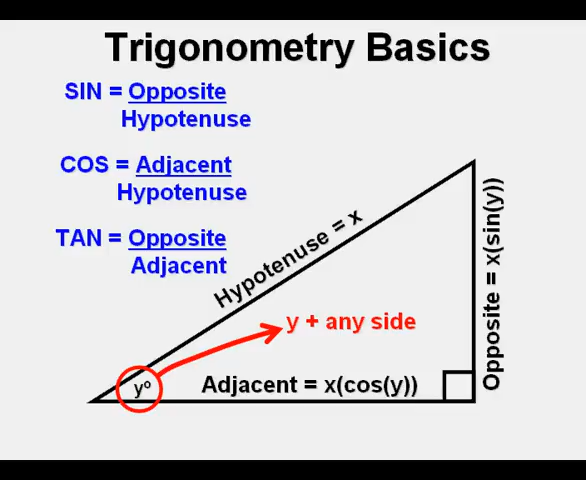 Trigonometry Basics
SIN = Opposite
Hypotenuse
COS = Adjacent
Hypotenuse
TAN = Opposite
Adjacent
Hypotenuse = x
Opposite = x(sin(y))
y + any side
yº
Adjacent = x(cos(y))